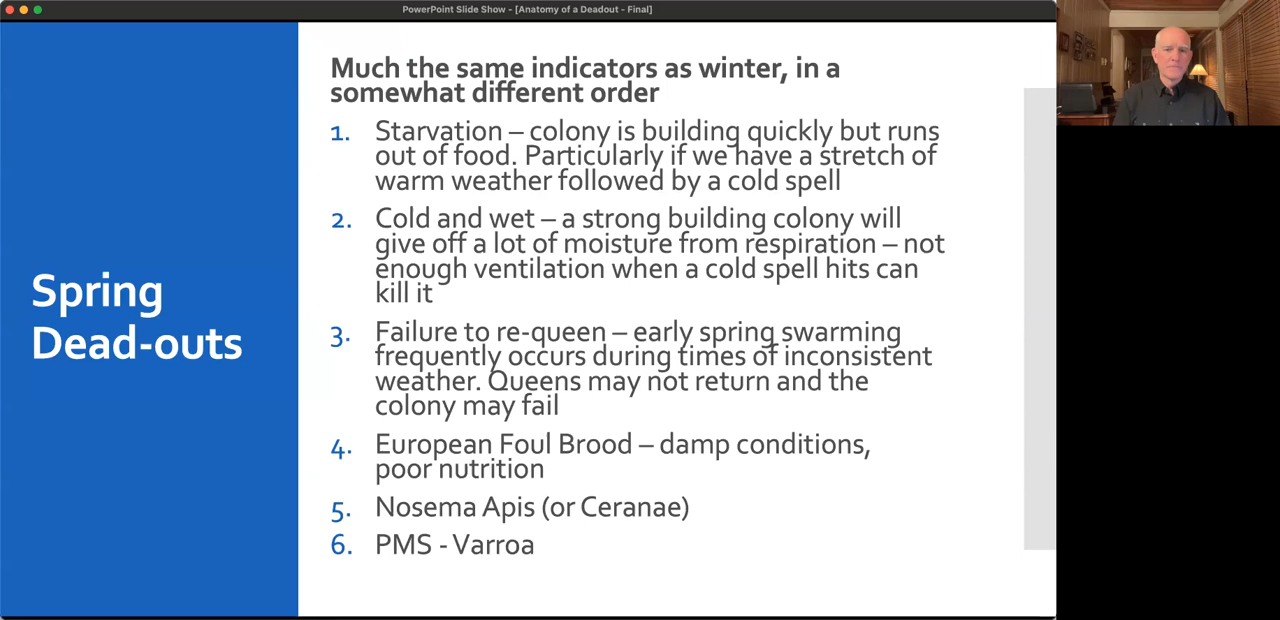 PowerPoint Slide Show - [Anatomy of a Deadout - Final]
Spring
Dead-outs
Much the same indicators as winter, in a
somewhat different order
1. Starvation – colony is building quickly but runs
out of food. Particularly if we have a stretch of
warm weather followed by a cold spell
2. Cold and wet – a strong building colony will
give off a lot of moisture from respiration – not
enough ventilation when a cold spell hits can
kill it
3. Failure to re-queen – early spring swarming
frequently occurs during times of inconsistent
weather. Queens may not return and the
colony may fail
4. European Foul Brood – damp conditions,
poor nutrition
5. Nosema Apis (or Ceranae)
6. PMS - Varroa